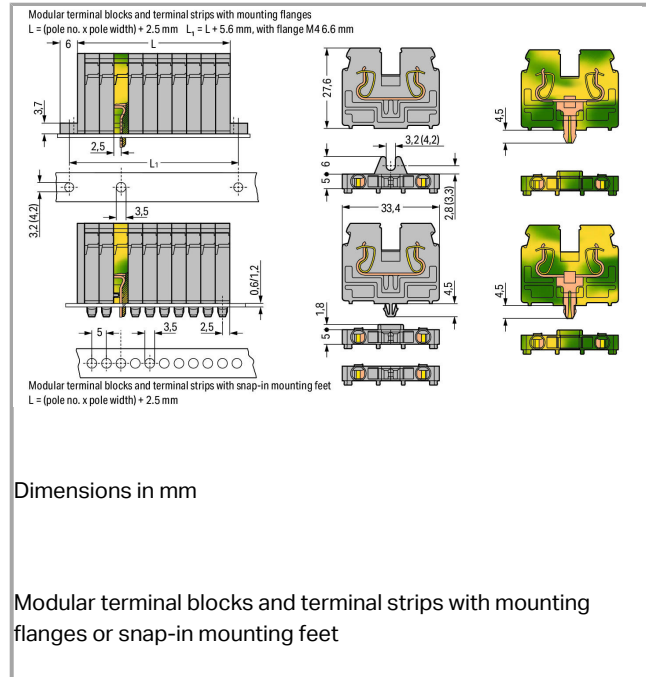 Modular terminal blocks and terminal strips with mounting flanges
L = (pole no. x pole width) + 2.5 mm L₁ = L + 5.6 mm, with flange M4 6.6 mm
6 L
3,7
2,5
L₁
3,2 (4,2)
3,5
0,6/1,2
5 3,5 2,5
Modular terminal blocks and terminal strips with snap-in mounting feet
L = (pole no. x pole width) + 2.5 mm
27,6
3,2 (4,2)
6
5
2,8 (3,3)
33,4
4,5
1,8
5
4,5
4,5
Dimensions in mm
Modular terminal blocks and terminal strips with mounting
flanges or snap-in mounting feet